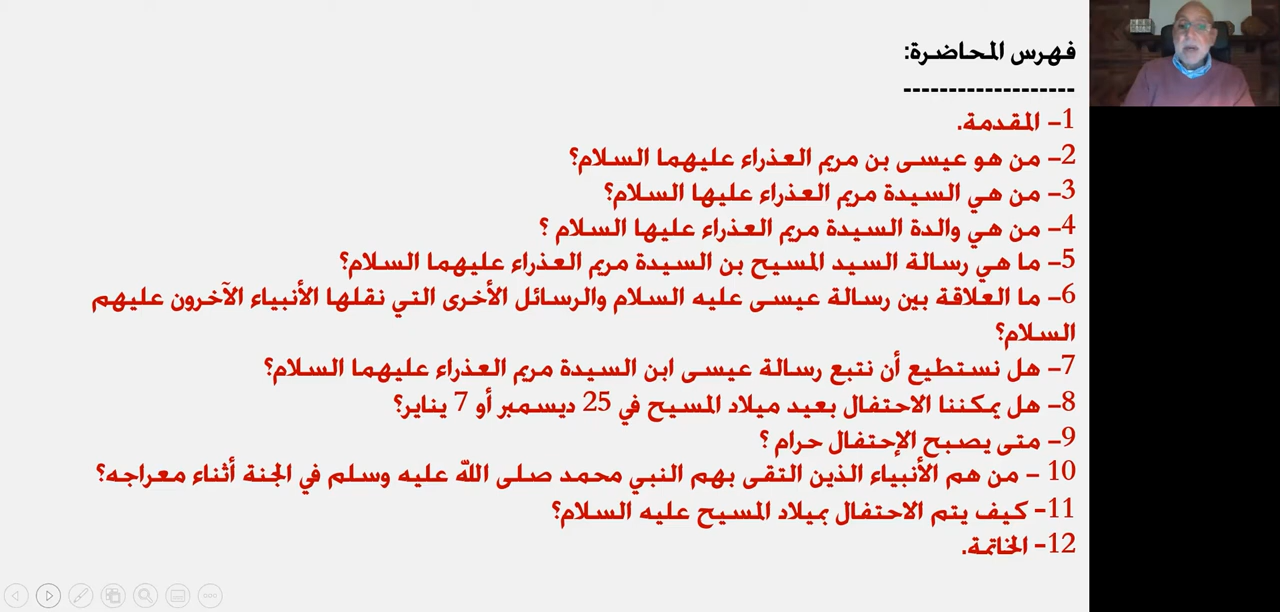 فهرس المحاضرة:
-------------------
1- المقدمة.
2- من هو عيسى بن مريم العذراء عليهما السلام؟
3- من هي السيدة مريم العذراء عليها السلام؟
4- من هي والدة السيدة مريم العذراء عليها السلام ؟
5- ما هي رسالة السيد المسيح بن السيدة مريم العذراء عليهما السلام؟
6- ما العلاقة بين رسالة عيسى عليه السلام والرسائل الأخرى التي نقلها الأنبياء الآخرون عليهم
السلام؟
7- هل نستطيع أن نتبع رسالة عيسى ابن السيدة مريم العذراء عليهما السلام؟
8- هل يمكننا الاحتفال بعيد ميلاد المسيح في 25 ديسمبر أو 7 يناير؟
9- متى يصبح الإحتفال حرام ؟
10 - من هم الأنبياء الذين التقى بهم النبي محمد صلى الله عليه وسلم في الجنة أثناء معراجه؟
11- كيف يتم الاحتفال بميلاد المسيح عليه السلام؟
12- الخاتمة.